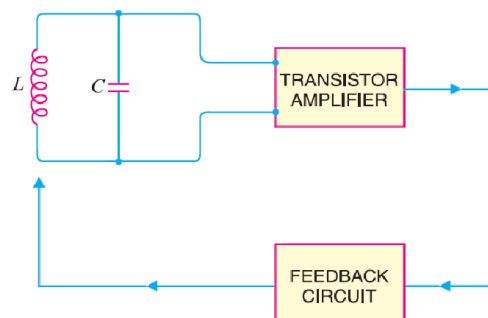 L
C
TRANSISTOR
AMPLIFIER
FEEDBACK
CIRCUIT